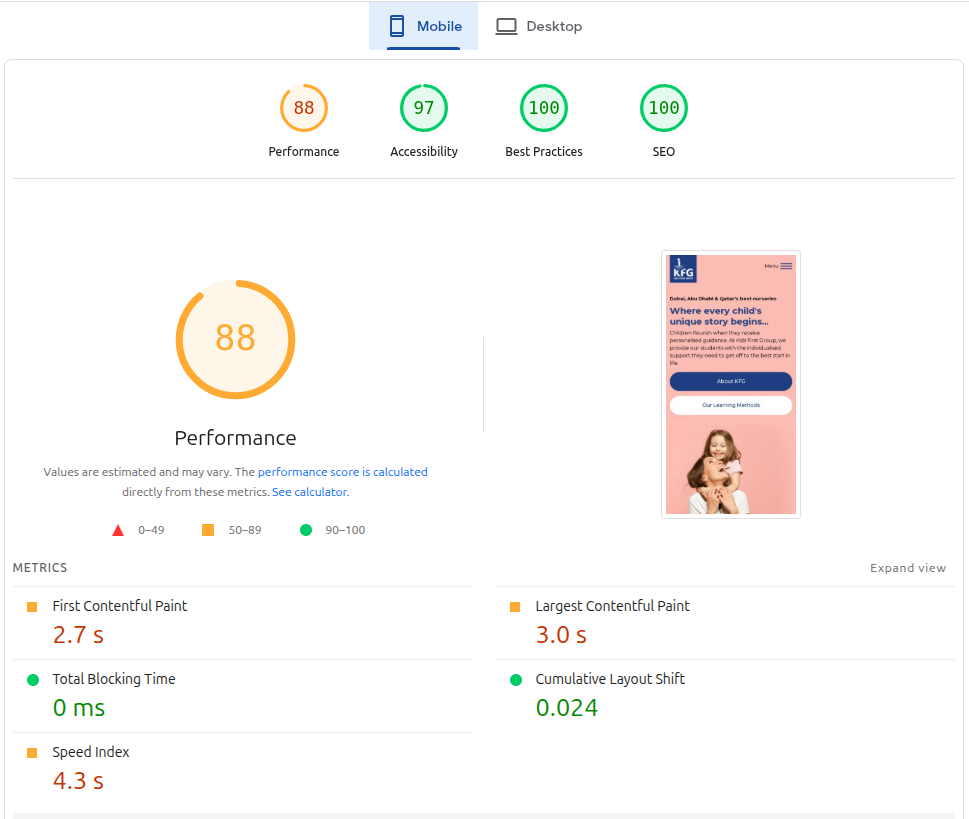 Mobile
Desktop
88
97
100
100
Performance
Accessibility
Best Practices
SEO
88
Performance
Values are estimated and may vary. The performance score is calculated
directly from these metrics. See calculator.
0–49
50–89
90–100
KFG
Menu
Dubai, Abu Dhabi & Qatar's best nurseries
Where every child's
unique story begins...
Children flourish when they receive
personalised guidance. At Kids First Group, we
provide our students with the individualised
support they need to get off to the best start in
life.
About KFG
Our Learning Methods
METRICS
Expand view
First Contentful Paint
2.7 s
Largest Contentful Paint
3.0 s
Total Blocking Time
0 ms
Cumulative Layout Shift
0.024
Speed Index
4.3 s